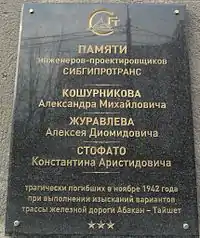 ПАМЯТИ
инженеров-проектировщиков
СИБГИПРОТРАНС
КОШУРНИКОВА
Александра Михайловича
ЖУРАВЛЕВА
Алексея Диомидовича
СТОФАТО
Константина Аристидовича
трагически погибших в ноябре 1942 года
при выполнении изысканий вариантов
трассы железной дороги Абакан – Тайшет